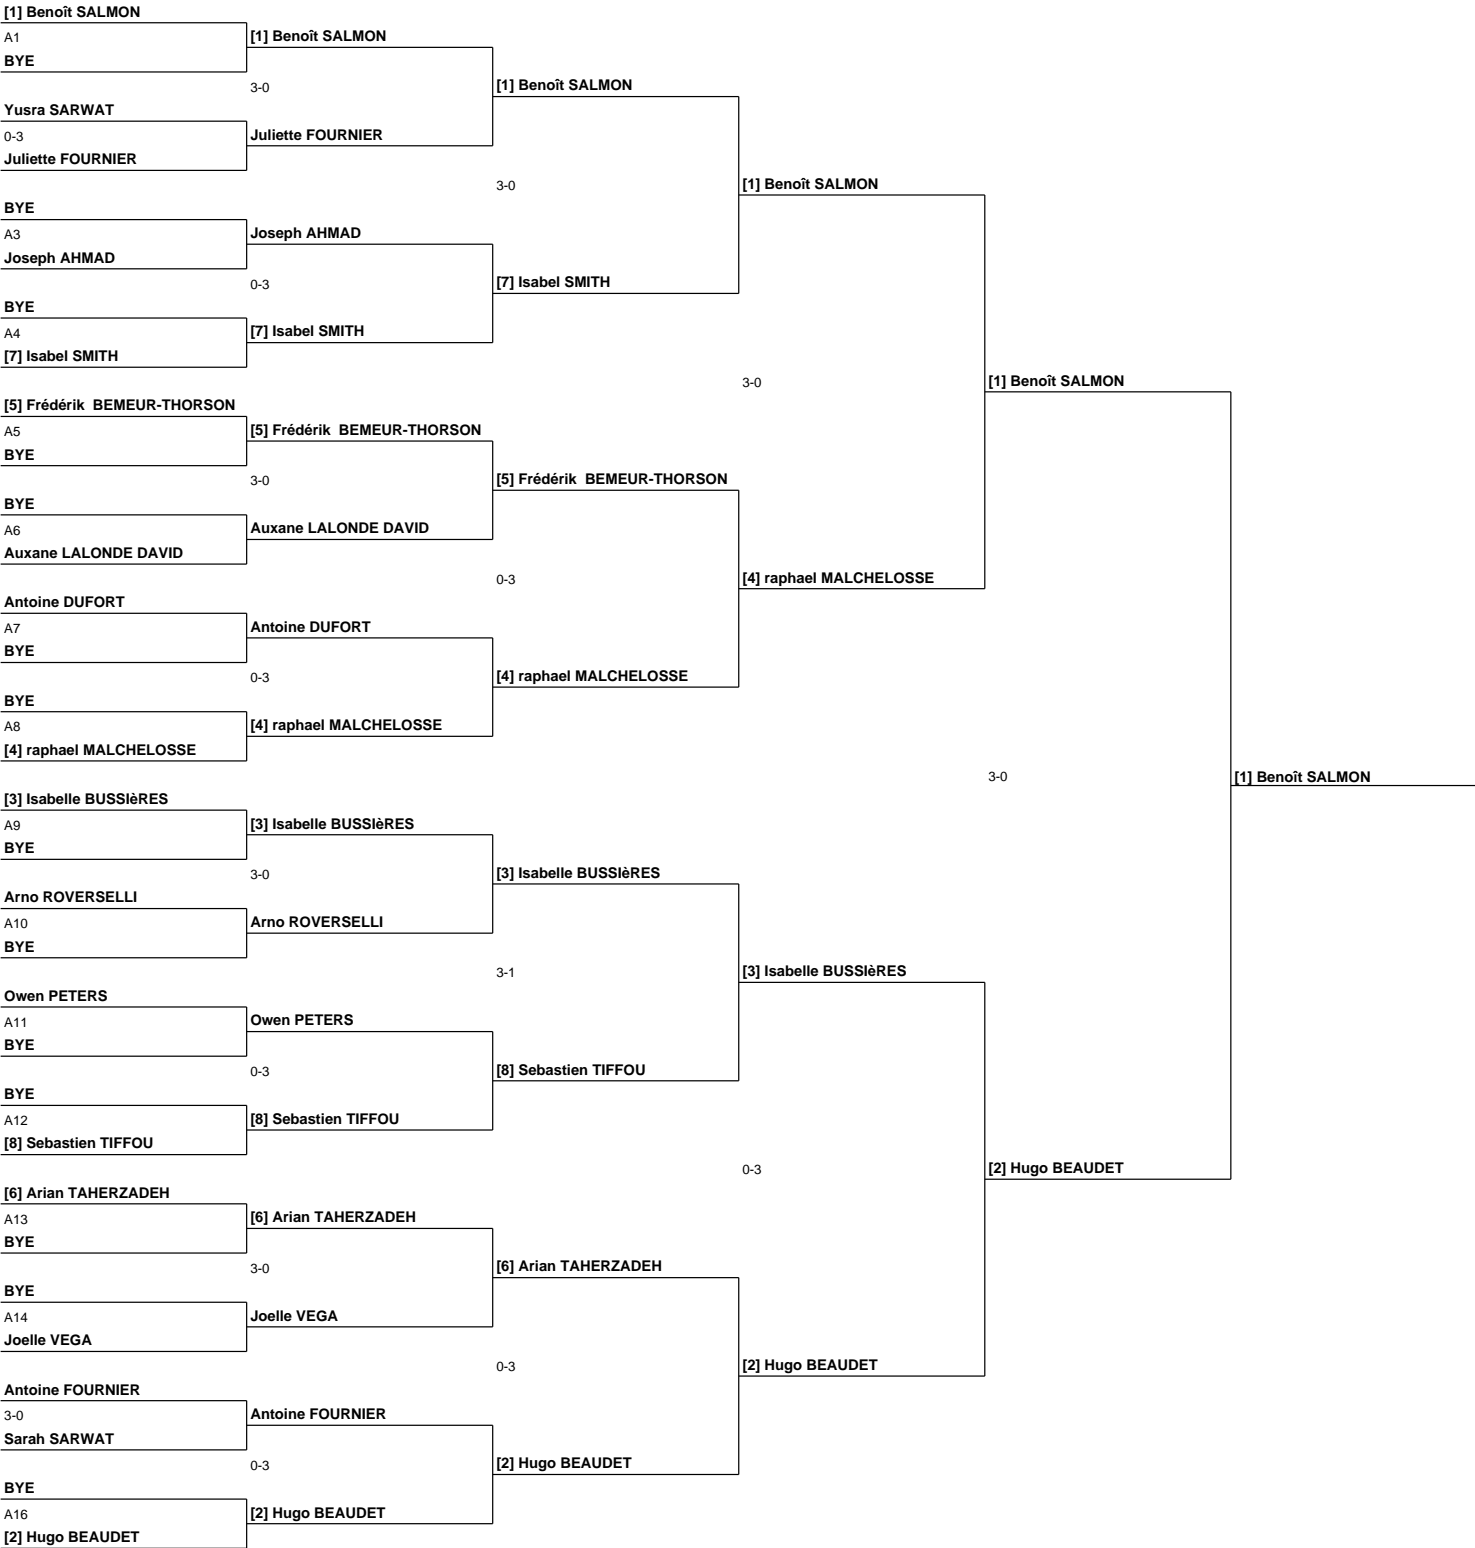 [1] Benoît SALMON
A1
BYE
Yusra SARWAT
0-3
Juliette FOURNIER
BYE
A3
Joseph AHMAD
BYE
A4
[7] Isabel SMITH
[5] Frédérik  BEMEUR-THORSON
A5
BYE
BYE
A6
Auxane LALONDE DAVID
Antoine DUFORT
A7
BYE
BYE
A8
[4] raphael MALCHELOSSE
[3] Isabelle BUSSIèRES
A9
BYE
Arno ROVERSELLI
A10
BYE
Owen PETERS
A11
BYE
BYE
A12
[8] Sebastien TIFFOU
[6] Arian TAHERZADEH
A13
BYE
BYE
A14
Joelle VEGA
Antoine FOURNIER
3-0
Sarah SARWAT
BYE
A16
[2] Hugo BEAUDET
[1] Benoît SALMON
3-0
Juliette FOURNIER
Joseph AHMAD
0-3
[7] Isabel SMITH
[5] Frédérik  BEMEUR-THORSON
3-0
Auxane LALONDE DAVID
Antoine DUFORT
0-3
[4] raphael MALCHELOSSE
[3] Isabelle BUSSIèRES
3-0
Arno ROVERSELLI
Owen PETERS
0-3
[8] Sebastien TIFFOU
[6] Arian TAHERZADEH
3-0
Joelle VEGA
Antoine FOURNIER
0-3
[2] Hugo BEAUDET
[1] Benoît SALMON
3-0
[7] Isabel SMITH
[5] Frédérik  BEMEUR-THORSON
0-3
[4] raphael MALCHELOSSE
[3] Isabelle BUSSIèRES
3-1
[8] Sebastien TIFFOU
[6] Arian TAHERZADEH
0-3
[2] Hugo BEAUDET
[1] Benoît SALMON
3-0
[4] raphael MALCHELOSSE
[3] Isabelle BUSSIèRES
0-3
[2] Hugo BEAUDET
[1] Benoît SALMON
3-0
[2] Hugo BEAUDET
[1] Benoît SALMON